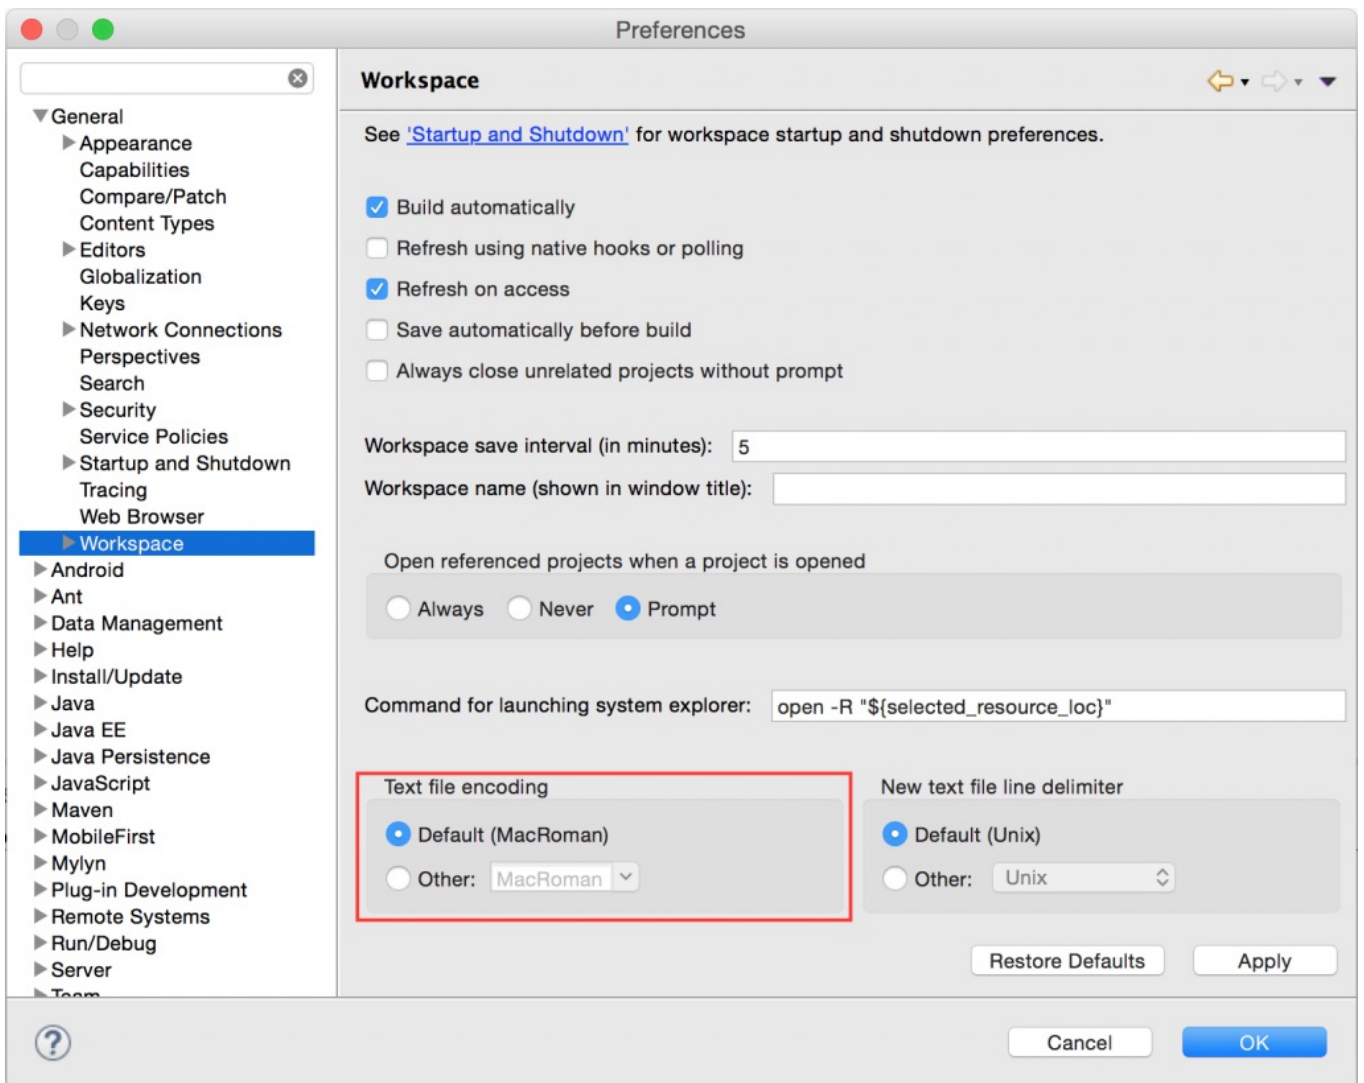 Preferences
General
Appearance
Capabilities
Compare/Patch
Content Types
Editors
Globalization
Keys
Network Connections
Perspectives
Search
Security
Service Policies
Startup and Shutdown
Tracing
Web Browser
Workspace
Android
Ant
Data Management
Help
Install/Update
Java
Java EE
Java Persistence
JavaScript
Maven
MobileFirst
Mylyn
Plug-in Development
Remote Systems
Run/Debug
Server
Team
Workspace
See 'Startup and Shutdown' for workspace startup and shutdown preferences.
Build automatically
Refresh using native hooks or polling
Refresh on access
Save automatically before build
Always close unrelated projects without prompt
Workspace save interval (in minutes): 5
Workspace name (shown in window title):
Open referenced projects when a project is opened
Always Never Prompt
Command for launching system explorer: open -R "${selected_resource_loc}"
Text file encoding
Default (MacRoman)
Other: MacRoman
New text file line delimiter
Default (Unix)
Other: Unix
Restore Defaults Apply
? Cancel OK